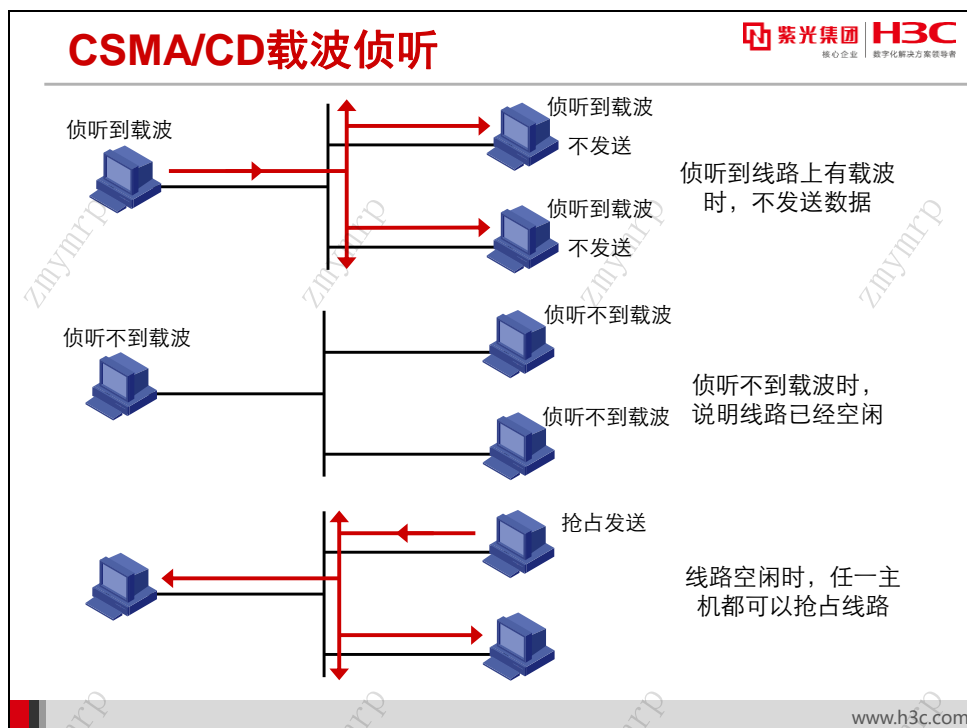 CSMA/CD载波侦听
紫光集团
核心企业
H3C
数字化解决方案领导者
侦听到载波
侦听到载波
不发送
侦听到载波
不发送
侦听到线路上有载波
时，不发送数据
侦听不到载波
侦听不到载波
侦听不到载波
侦听不到载波时，
说明线路已经空闲
抢占发送
线路空闲时，任一主
机都可以抢占线路
zmymrp
zmymrp
zmymrp
zmymrp
www.h3c.com